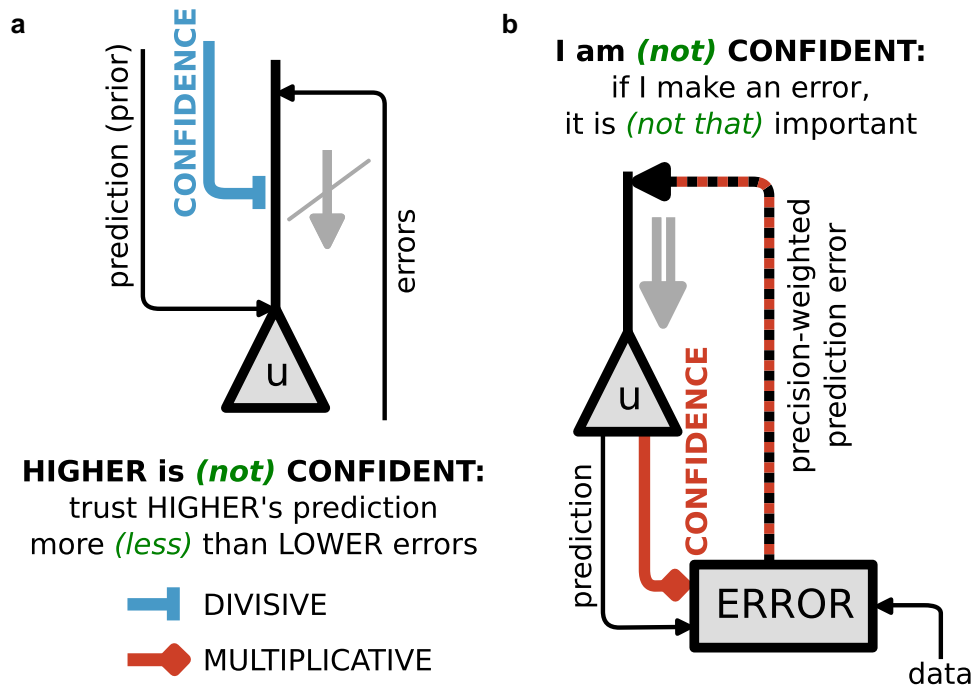 a
prediction (prior)
CONFIDENCE
errors
u
HIGHER is (not) CONFIDENT:
trust HIGHER's prediction
more (less) than LOWER errors
DIVISIVE
MULTIPLICATIVE
b
I am (not) CONFIDENT:
if I make an error,
it is (not that) important
u
prediction
CONFIDENCE
precision-weighted
prediction error
ERROR
data